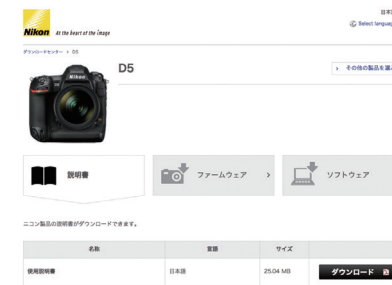 日本
Nikon At the heart of the image
Select language
ダウンロードセンター > D5
D5
> その他の製品を選
Nikon
説明書
ファームウェア >
ソフトウェア
ニコン製品の説明書がダウンロードできます。
名称 言語 サイズ
使用説明書 日本語 25.04 MB ダウンロード